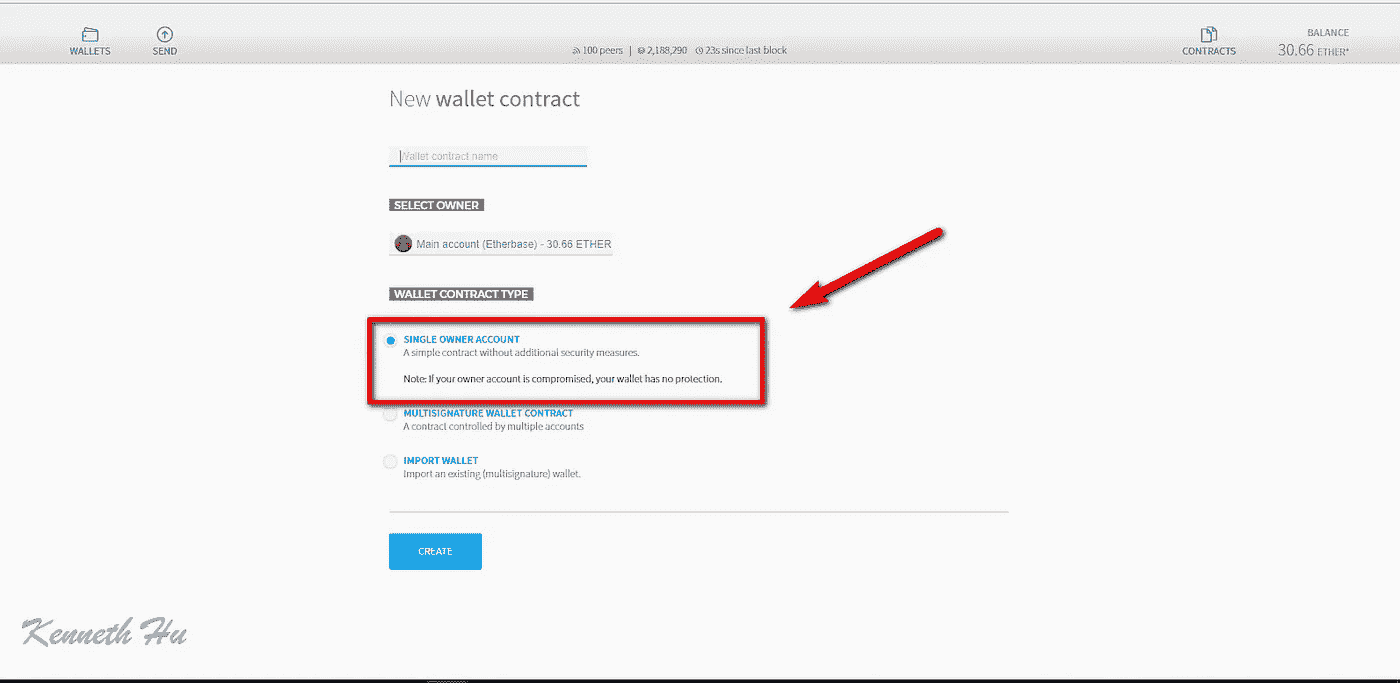 WALLETS
SEND
100 peers | 2,188,290 23s since last block
CONTRACTS
BALANCE
30.66 ETHER*
New wallet contract
Wallet contract name
SELECT OWNER
Main account (Etherbase) - 30.66 ETHER
WALLET CONTRACT TYPE
SINGLE OWNER ACCOUNT
A simple contract without additional security measures.
Note: If your owner account is compromised, your wallet has no protection.
MULTISIGNATURE WALLET CONTRACT
A contract controlled by multiple accounts
IMPORT WALLET
Import an existing (multisignature) wallet.
CREATE
Kenneth Hu